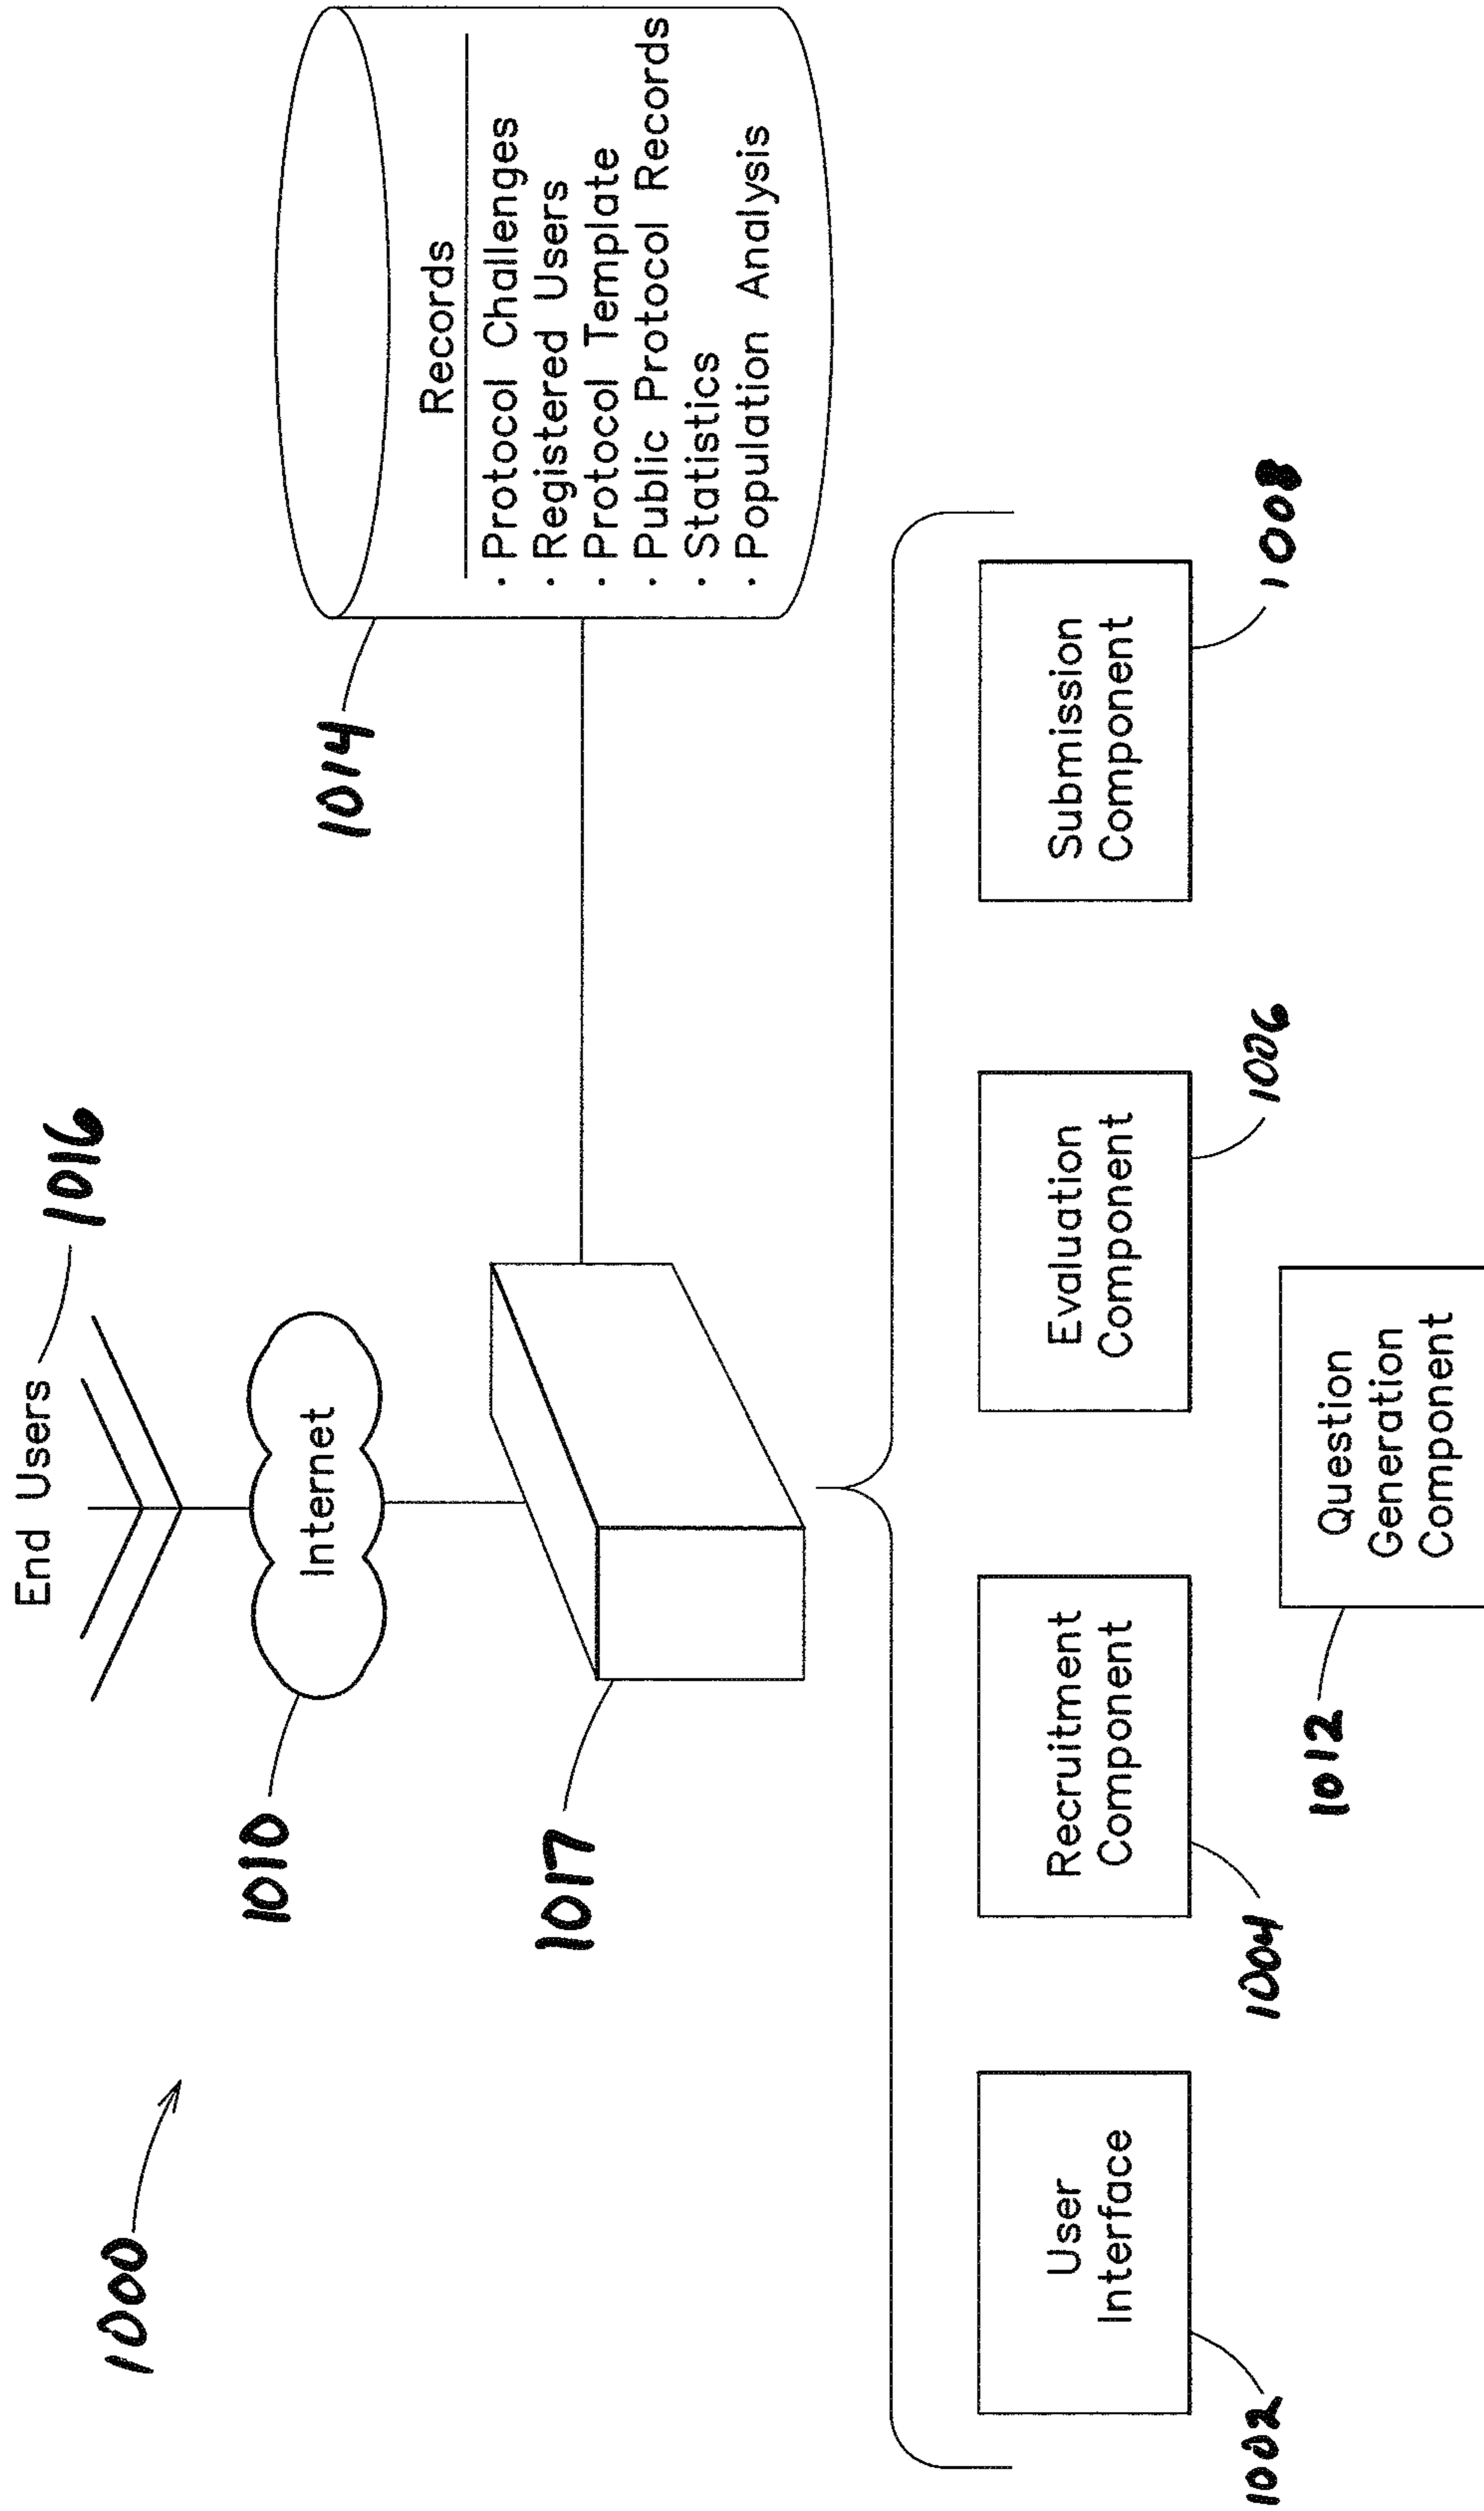 1000
End Users
1016
1010
Internet
1017
1014
Records
· Protocol Challenges
· Registered Users
· Protocol Template
· Public Protocol Records
· Statistics
· Population Analysis
User
Interface
1002
Recruitment
Component
1004
Evaluation
Component
1006
Submission
Component
1008
Question
Generation
Component
1012